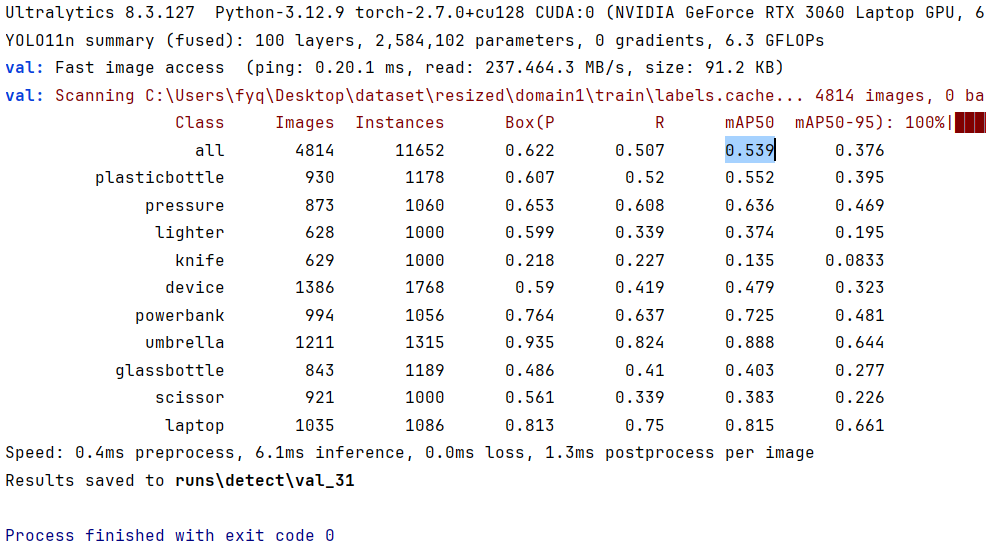 Ultralytics 8.3.127  Python-3.12.9 torch-2.7.0+cu128 CUDA:0 (NVIDIA GeForce RTX 3060 Laptop GPU, 6
YOLO11n summary (fused): 100 layers, 2,584,102 parameters, 0 gradients, 6.3 GFLOPs
val: Fast image access  (ping: 0.20.1 ms, read: 237.464.3 MB/s, size: 91.2 KB)
val: Scanning C:\Users\fyq\Desktop\dataset\resized\domain1\train\labels.cache... 4814 images, 0 ba
Class Images Instances Box(P R mAP50 mAP50-95): 100%|
all 4814 11652 0.622 0.507 0.539 0.376
plasticbottle 930 1178 0.607 0.52 0.552 0.395
pressure 873 1060 0.653 0.608 0.636 0.469
lighter 628 1000 0.599 0.339 0.374 0.195
knife 629 1000 0.218 0.227 0.135 0.0833
device 1386 1768 0.59 0.419 0.479 0.323
powerbank 994 1056 0.764 0.637 0.725 0.481
umbrella 1211 1315 0.935 0.824 0.888 0.644
glassbottle 843 1189 0.486 0.41 0.403 0.277
scissor 921 1000 0.561 0.339 0.383 0.226
laptop 1035 1086 0.813 0.75 0.815 0.661
Speed: 0.4ms preprocess, 6.1ms inference, 0.0ms loss, 1.3ms postprocess per image
Results saved to runs\detect\val_31
Process finished with exit code 0